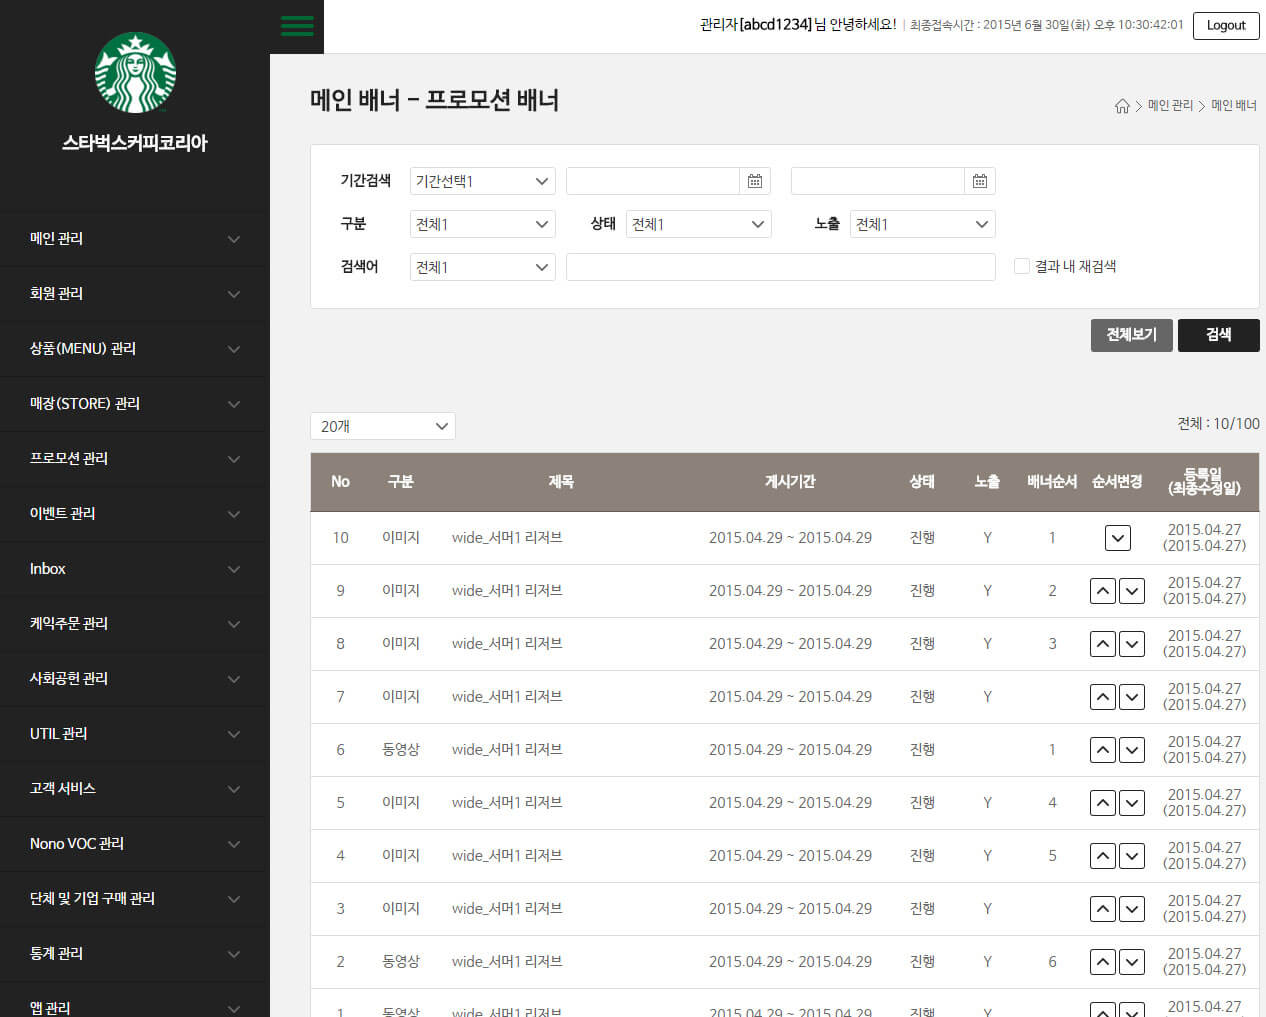 관리자 [abcd1234] 님 안녕하세요! | 최종접속시간 : 2015년 6월 30일(화) 오후 10:30:42:01 Logout
스타벅스커피코리아
메인 관리
회원 관리
상품(MENU) 관리
매장(STORE) 관리
프로모션 관리
이벤트 관리
Inbox
케익주문 관리
사회공헌 관리
UTIL 관리
고객 서비스
Nono VOC 관리
단체 및 기업 구매 관리
통계 관리
앱 관리
메인 배너 - 프로모션 배너
메인 관리 > 메인 배너
기간검색 기간선택1
구분 전체1 상태 전체1 노출 전체1
검색어 전체1 결과 내 재검색
전체보기 검색
20개 전체 : 10/100
No 구분 제목 게시기간 상태 노출 배너순서 순서변경 등록일
(최종수정일)
10 이미지 wide_서머1 리저브 2015.04.29 ~ 2015.04.29 진행 Y 1 2015.04.27
(2015.04.27)
9 이미지 wide_서머1 리저브 2015.04.29 ~ 2015.04.29 진행 Y 2 2015.04.27
(2015.04.27)
8 이미지 wide_서머1 리저브 2015.04.29 ~ 2015.04.29 진행 Y 3 2015.04.27
(2015.04.27)
7 이미지 wide_서머1 리저브 2015.04.29 ~ 2015.04.29 진행 Y 2015.04.27
(2015.04.27)
6 동영상 wide_서머1 리저브 2015.04.29 ~ 2015.04.29 진행 1 2015.04.27
(2015.04.27)
5 이미지 wide_서머1 리저브 2015.04.29 ~ 2015.04.29 진행 Y 4 2015.04.27
(2015.04.27)
4 이미지 wide_서머1 리저브 2015.04.29 ~ 2015.04.29 진행 Y 5 2015.04.27
(2015.04.27)
3 이미지 wide_서머1 리저브 2015.04.29 ~ 2015.04.29 진행 Y 2015.04.27
(2015.04.27)
2 동영상 wide_서머1 리저브 2015.04.29 ~ 2015.04.29 진행 Y 6 2015.04.27
(2015.04.27)
1 동영상 wide_서머1 리저브 2015.04.29 ~ 2015.04.29 진행 Y 2015.04.27